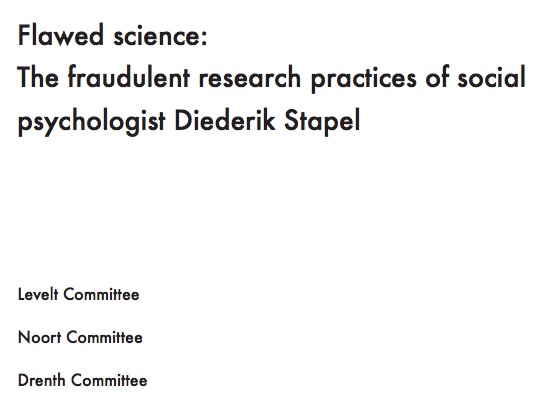 Flawed science:
The fraudulent research practices of social
psychologist Diederik Stapel
Levelt Committee
Noort Committee
Drenth Committee